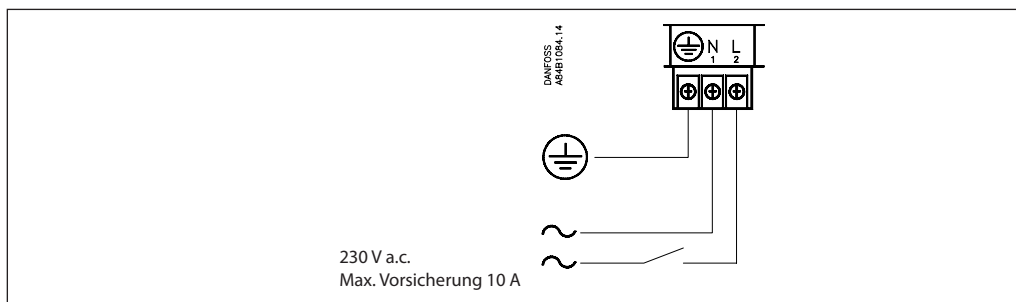 DANFOSS
A84B1084.14
N L
1 2
230 V a.c.
Max. Vorsicherung 10 A